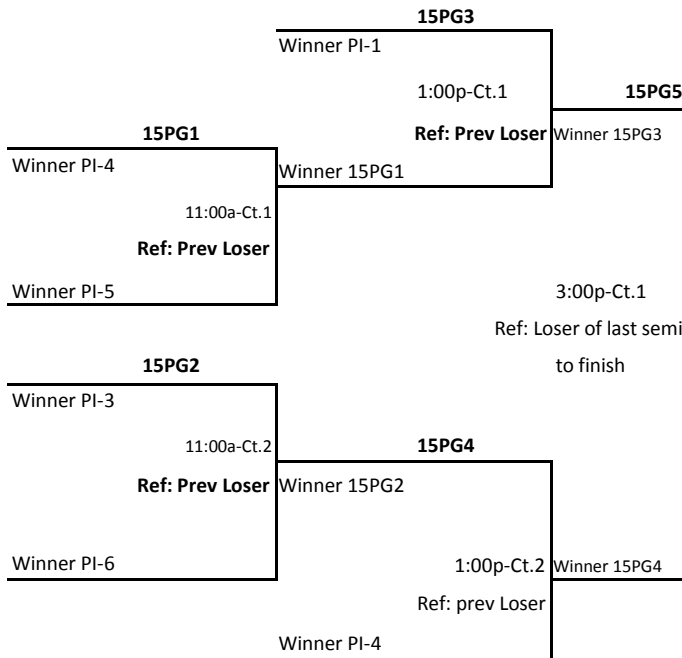 15PG3
Winner PI-1
1:00p-Ct.1
15PG5
15PG1
Ref: Prev Loser
Winner 15PG3
Winner PI-4
Winner 15PG1
11:00a-Ct.1
Ref: Prev Loser
Winner PI-5
3:00p-Ct.1
Ref: Loser of last semi
15PG2
to finish
Winner PI-3
11:00a-Ct.2
15PG4
Ref: Prev Loser
Winner 15PG2
Winner PI-6
1:00p-Ct.2
Winner 15PG4
Ref: prev Loser
Winner PI-4